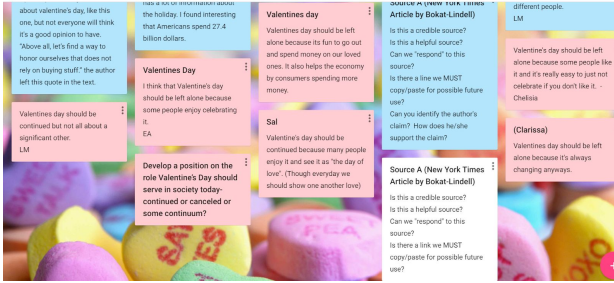 about valentine's day, like this
one, but not everyone will think
it's a good opinion to have.
"Above all, let's find a way to
honor ourselves that does not
rely on buying stuff." the author
left this quote in the text.
Valentines day should be
continued but not all about a
significant other.
LM
has a lot of information about
the holiday. I found interesting
that Americans spend 27.4
billion dollars.
Valentines Day
I think that Valentines day
should be left alone because
some people enjoy celebrating
it.
EA
Develop a position on the
role Valentine's Day should
serve in society today-
continued or canceled or
some continuum?
Valentines day
Valentines day should be left
alone because its fun to go out
and spend money on our loved
ones. It also helps the economy
by consumers spending more
money.
Sal
Valentine's day should be
continued because many people
enjoy it and see it as "the day of
love". (Though everyday we
should show one another love)
Source A (New York Times
Article by Bokat-Lindell)
Is this a credible source?
Is this a helpful source?
Can we "respond" to this
source?
Is there a line we MUST
copy/paste for possible future
use?
Can you identify the author's
claim? How does he/she
support the claim?
Source A (New York Times
Article by Bokat-Lindell)
Is this a credible source?
Is this a helpful source?
Can we "respond" to this
source?
Is there a link we MUST
copy/paste for possible future
use?
different people.
LM
Valentine's day should be left
alone because some people like
it and it's really easy to just not
celebrate if you don't like it. -
Chelisia
(Clarissa)
Valentines day should be left
alone because it's always
changing anyways.